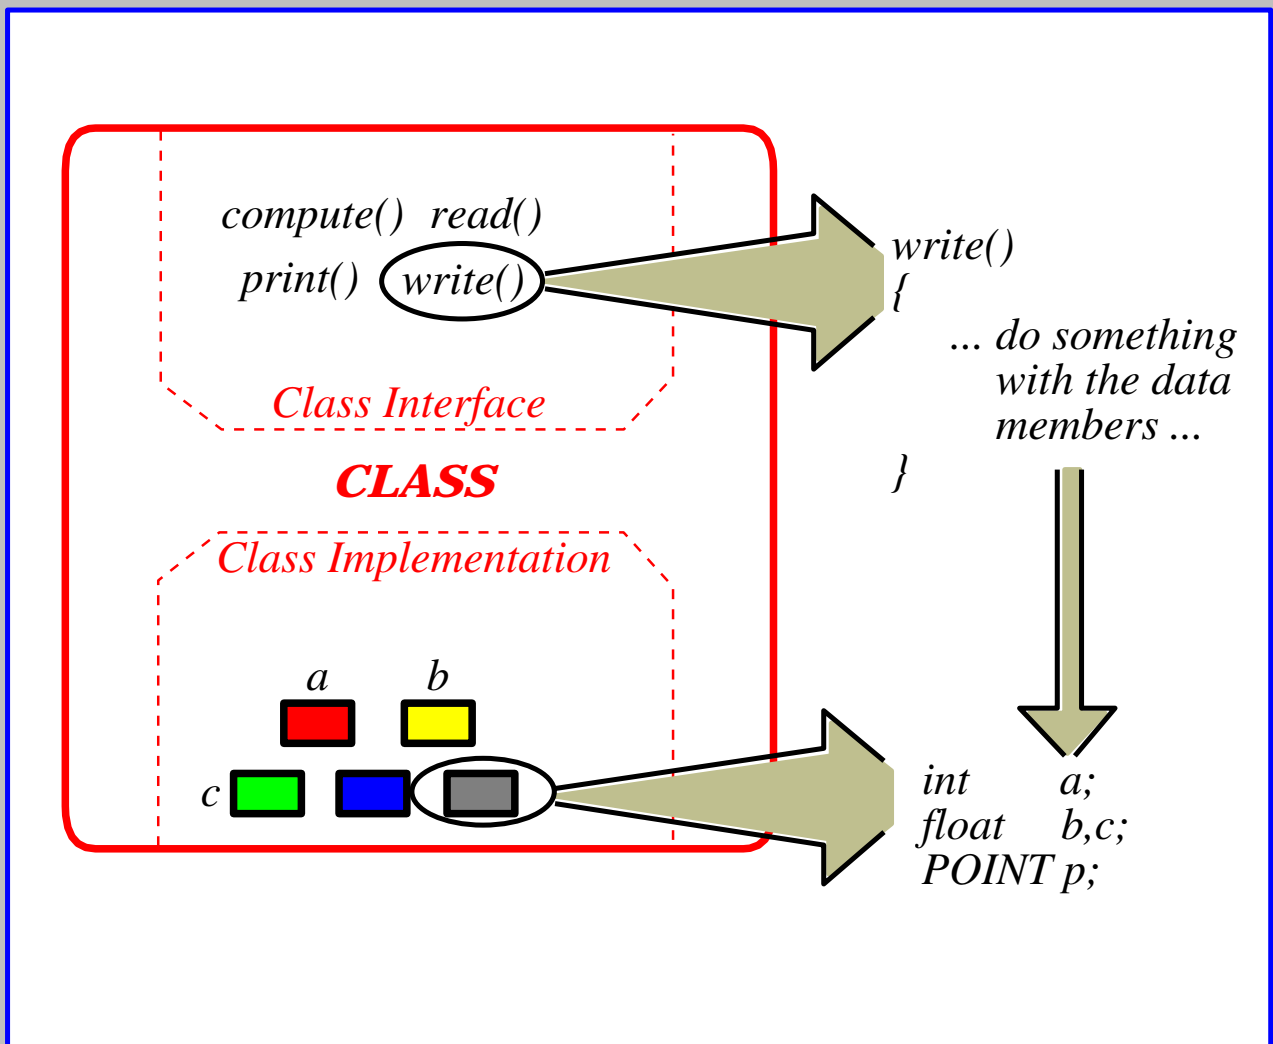 compute() read()
print() write()
Class Interface
CLASS
Class Implementation
a b
c
write()
{
... do something
with the data
members ...
}
int a;
float b,c;
POINT p;